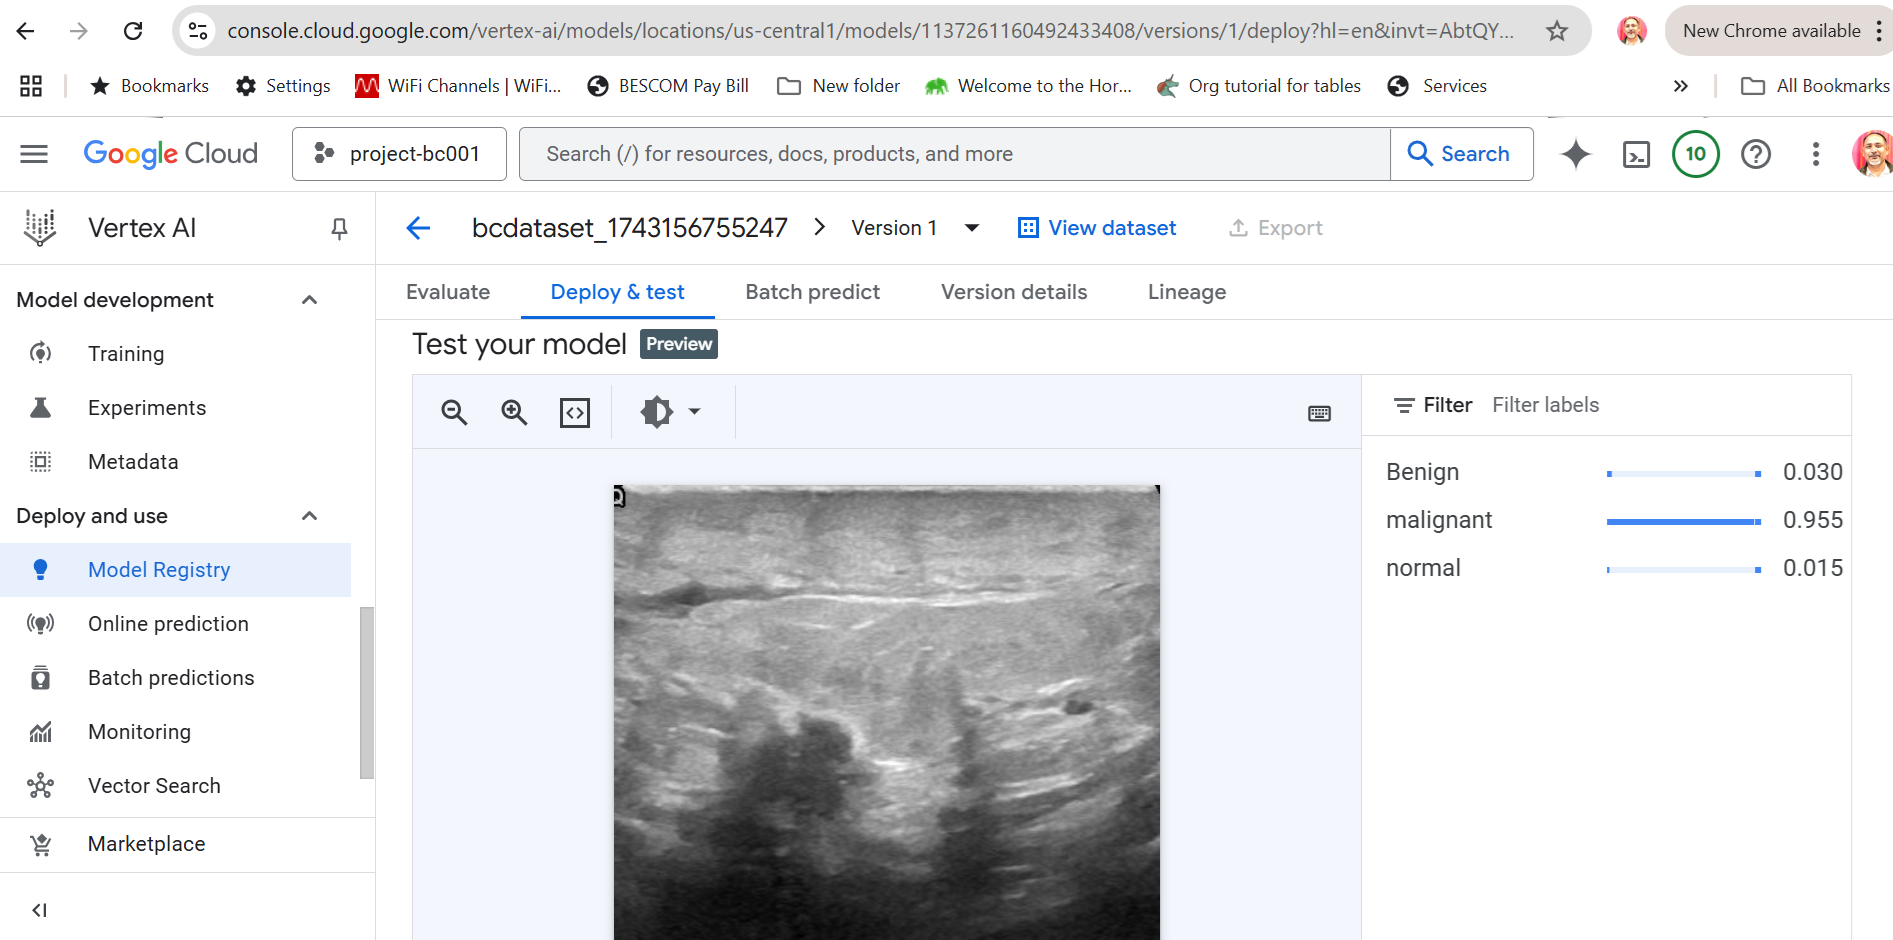 console.cloud.google.com/vertex-ai/models/locations/us-central1/models/1137261160492433408/versions/1/deploy?hl=en&invt=AbtQY...
New Chrome available
Bookmarks
Settings
WiFi Channels | WiFi...
BESCOM Pay Bill
New folder
Welcome to the Hor...
Org tutorial for tables
Services
All Bookmarks
Google Cloud
project-bc001
Search (/) for resources, docs, products, and more
Search
10
Vertex AI
bcdataset_1743156755247
Version 1
View dataset
Export
Model development
Training
Experiments
Metadata
Deploy and use
Model Registry
Online prediction
Batch predictions
Monitoring
Vector Search
Marketplace
Evaluate
Deploy & test
Batch predict
Version details
Lineage
Test your model
Preview
Filter
Filter labels
Benign 0.030
malignant 0.955
normal 0.015